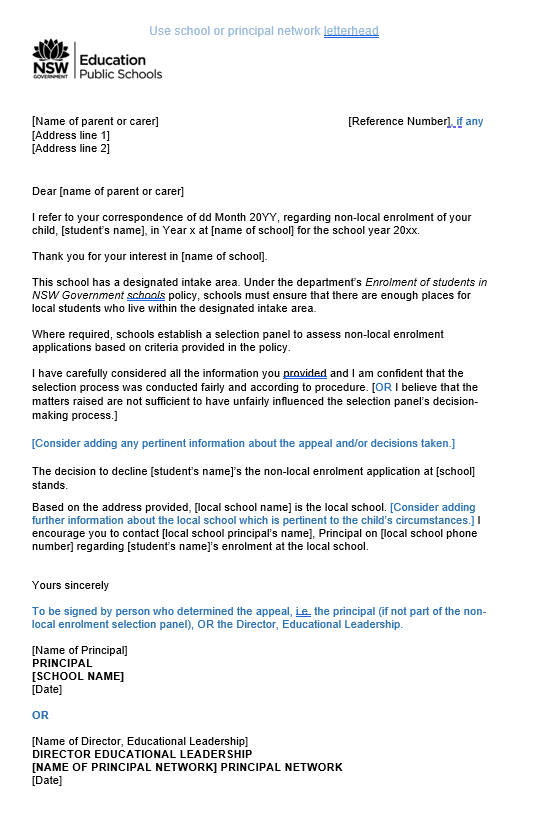 Use school or principal network letterhead
NSW
GOVERNMENT
Education
Public Schools
[Name of parent or carer] [Reference Number], if any
[Address line 1]
[Address line 2]
Dear [name of parent or carer]
I refer to your correspondence of dd Month 20YY, regarding non-local enrolment of your
child, [student’s name], in Year x at [name of school] for the school year 20xx.
Thank you for your interest in [name of school].
This school has a designated intake area. Under the department’s Enrolment of students in
NSW Government schools policy, schools must ensure that there are enough places for
local students who live within the designated intake area.
Where required, schools establish a selection panel to assess non-local enrolment
applications based on criteria provided in the policy.
I have carefully considered all the information you provided and I am confident that the
selection process was conducted fairly and according to procedure. [OR I believe that the
matters raised are not sufficient to have unfairly influenced the selection panel’s decision-
making process.]
[Consider adding any pertinent information about the appeal and/or decisions taken.]
The decision to decline [student’s name]’s the non-local enrolment application at [school]
stands.
Based on the address provided, [local school name] is the local school. [Consider adding
further information about the local school which is pertinent to the child’s circumstances.] I
encourage you to contact [local school principal’s name], Principal on [local school phone
number] regarding [student’s name]’s enrolment at the local school.
Yours sincerely
To be signed by person who determined the appeal, i.e. the principal (if not part of the non-
local enrolment selection panel), OR the Director, Educational Leadership.
[Name of Principal]
PRINCIPAL
[SCHOOL NAME]
[Date]
OR
[Name of Director, Educational Leadership]
DIRECTOR EDUCATIONAL LEADERSHIP
[NAME OF PRINCIPAL NETWORK] PRINCIPAL NETWORK
[Date]